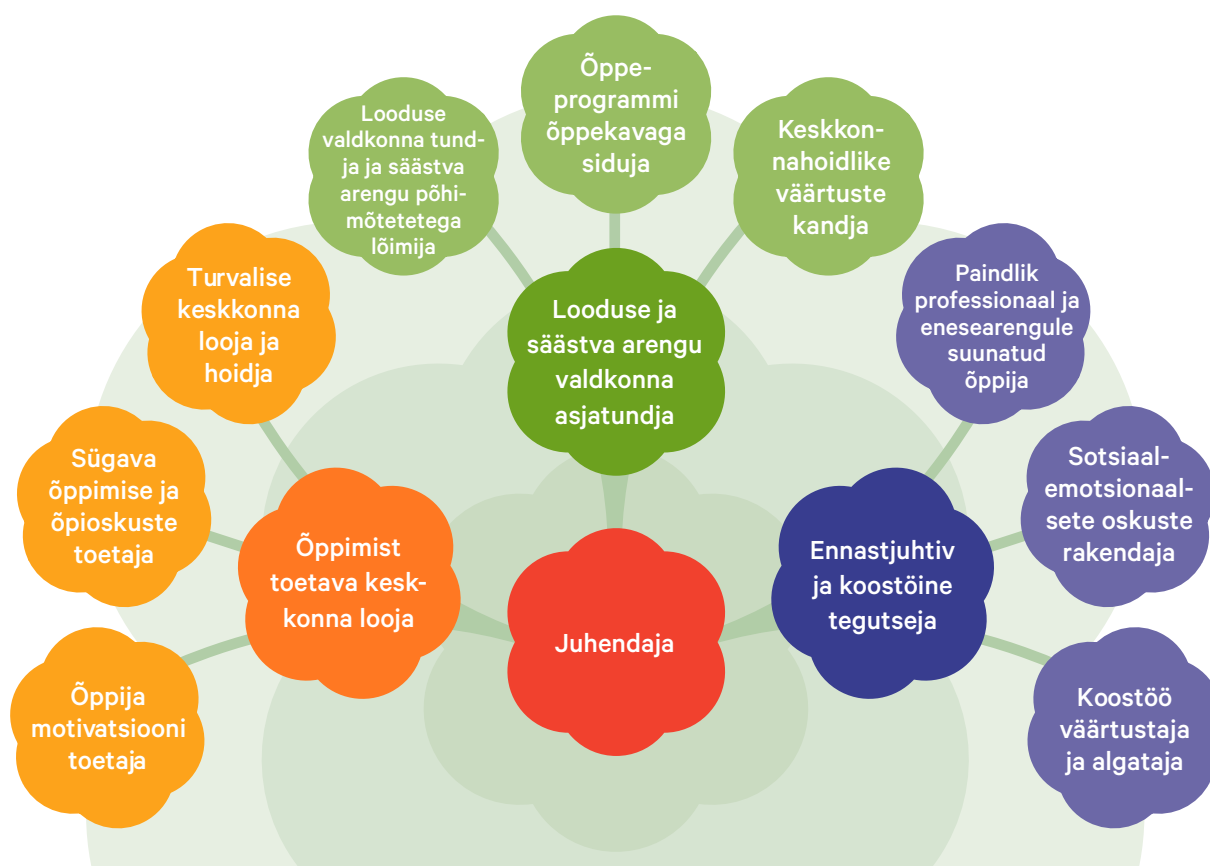 Õppe-
programmi
õppekavaga
siduja
Looduse
valdkonna tund-
ja ja säästva
arengu põhi-
mõtetetega
lõimija
Keskkon-
nahoidlike
väärtuste
kandja
Turvalise
keskkonna
looja ja
hoidja
Looduse ja
säästva arengu
valdkonna
asjatundja
Paindlik
professionaal ja
enesearengule
suunatud
õppija
Sügava
õppimise ja
õpioskuste
toetaja
Sotsiaal-
emotsionaal-
sete oskuste
rakendaja
Õppimist
toetava kesk-
konna looja
Juhendaja
Ennastjuhtiv
ja koostöine
tegutseja
Õppija
motivatsiooni
toetaja
Koostöö
väärtustaja
ja algataja